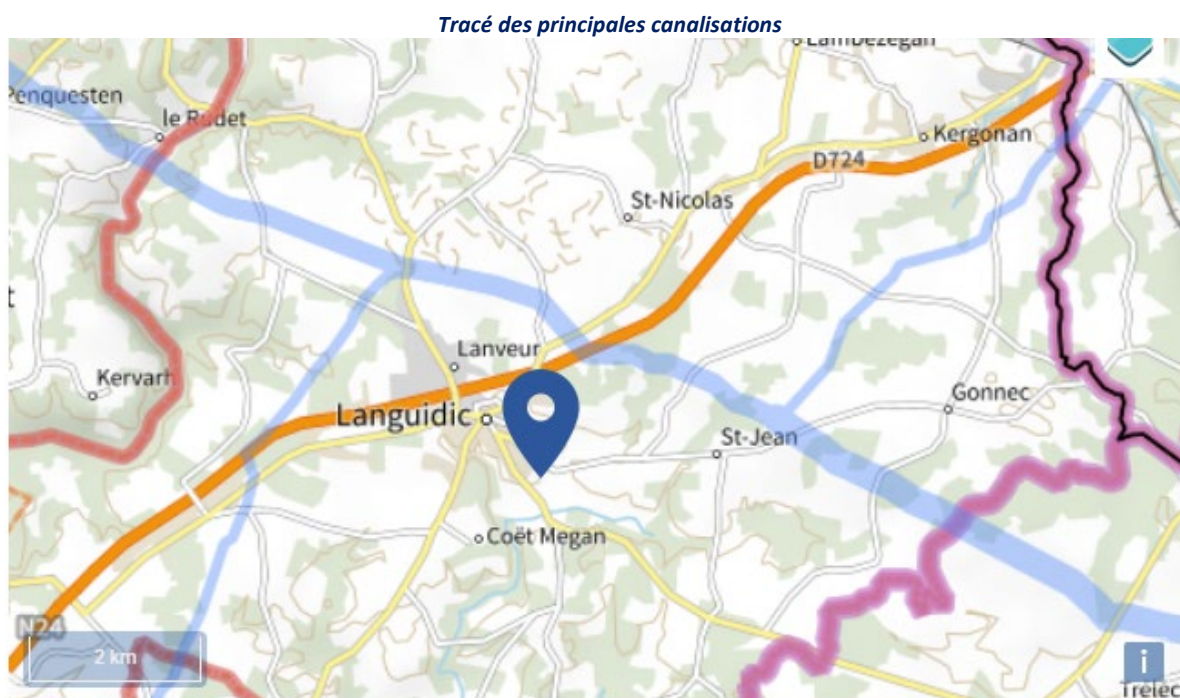 Tracé des principales canalisations
Lambézégan
Penquesten
le Rudet
Kergonan
D724
St-Nicolas
Lanveur
Kervarh
Languidic
Gonnec
St-Jean
Coët Megan
N24
2 km
i